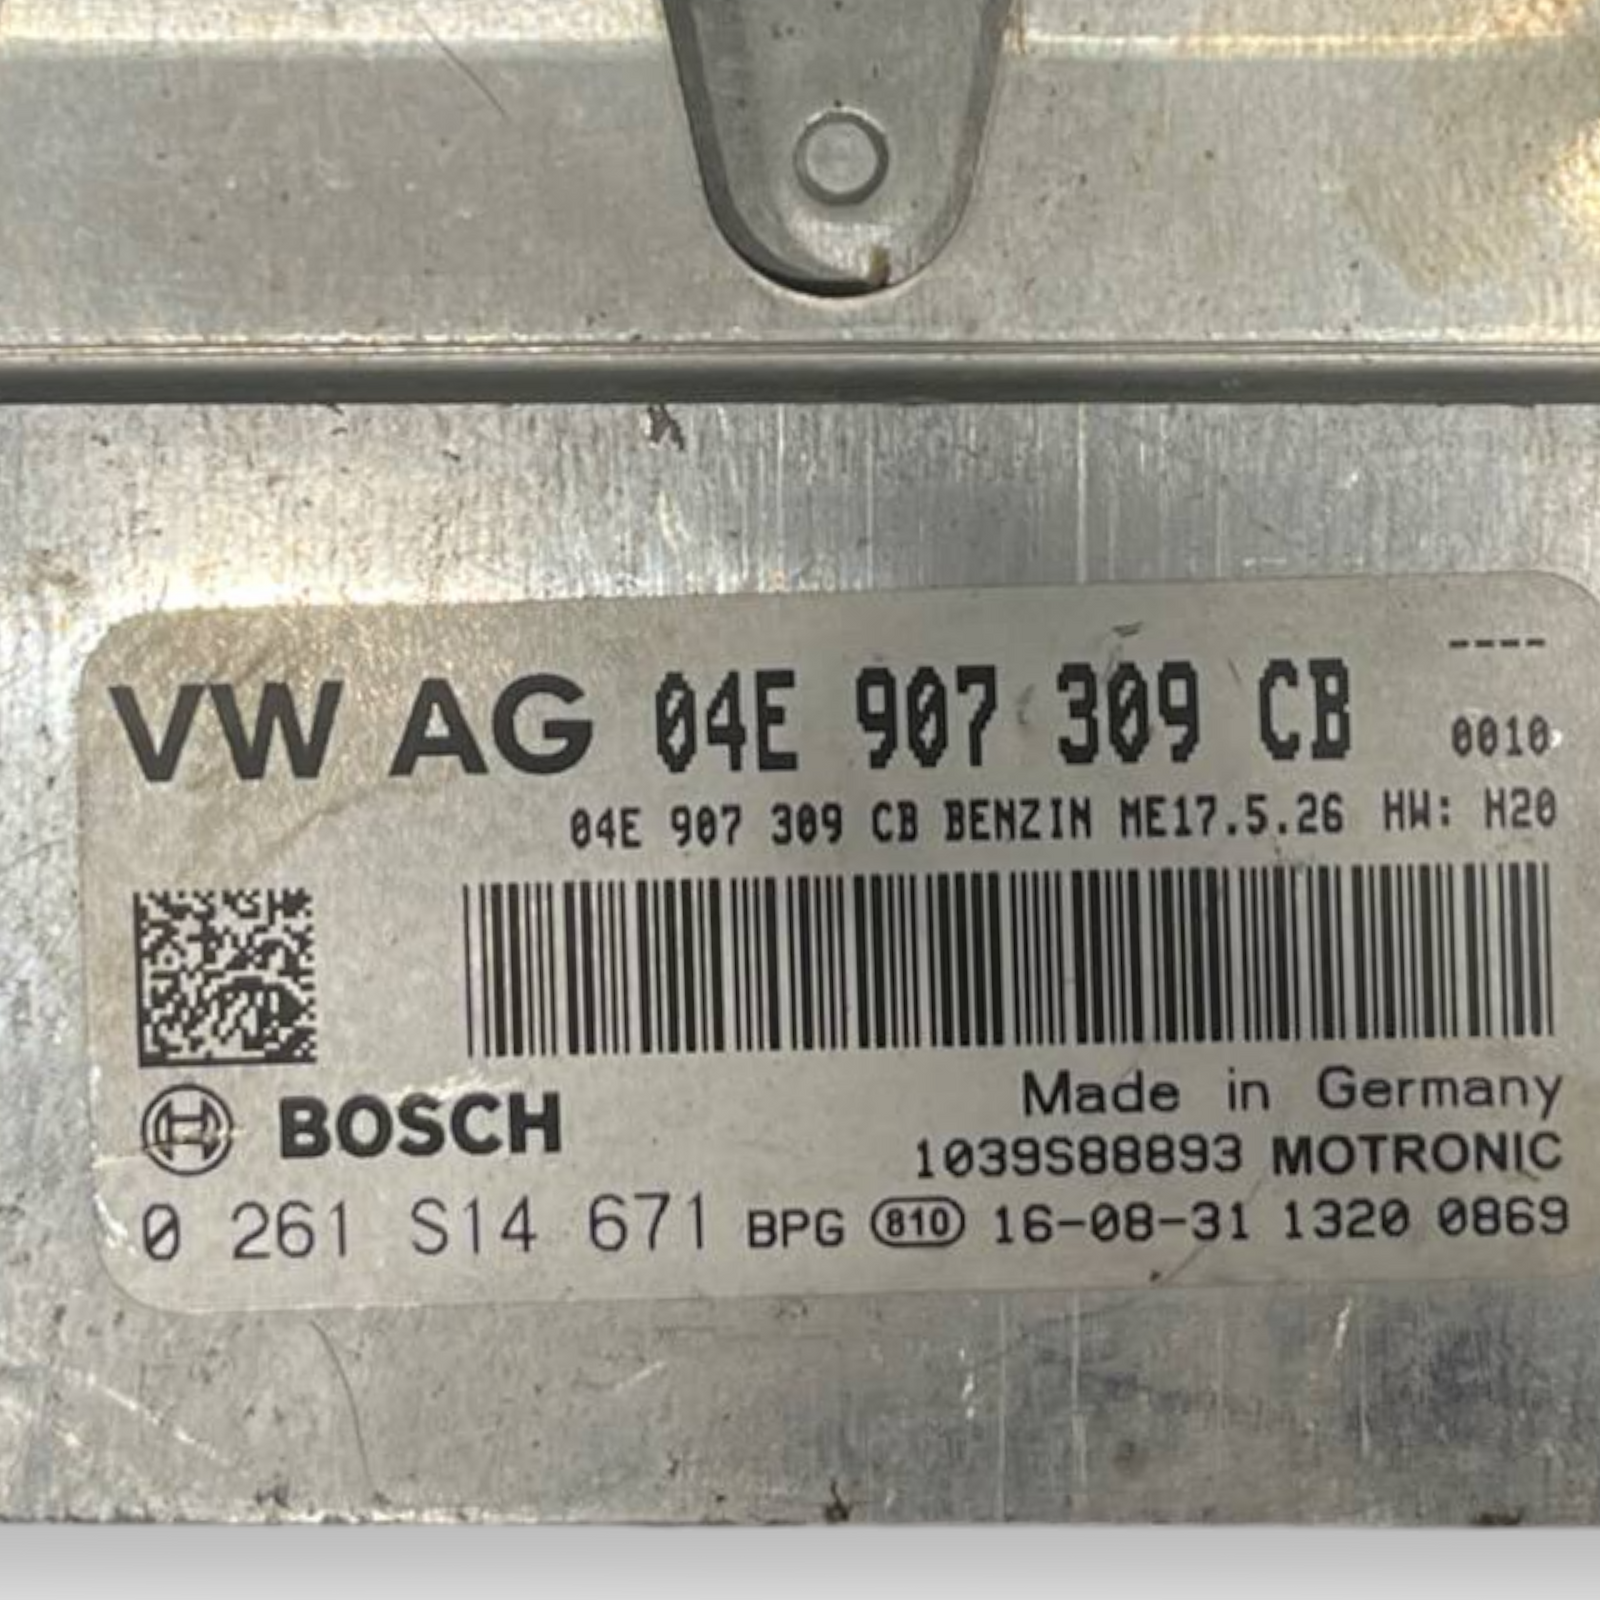 ----
VW AG 04E 907 309 CB 0010
04E 907 309 CB BENZIN ME17.5.26 HW: H20
BOSCH
Made in Germany
1039S88893 MOTRONIC
0 261 S14 671 BPG 810 16-08-31 1320 0869